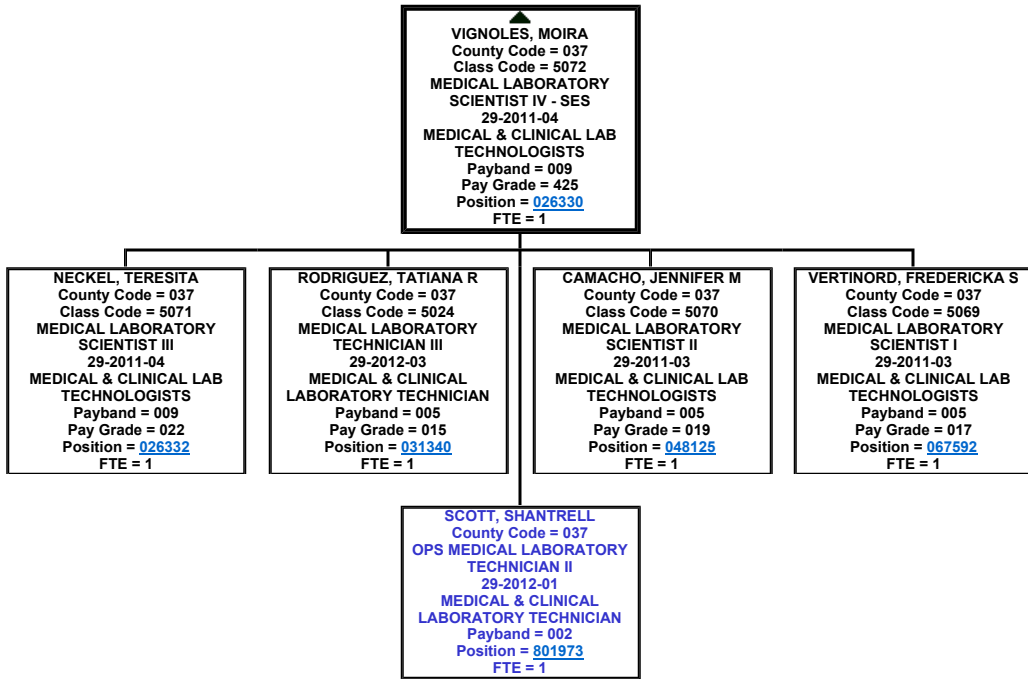 VIGNOLES, MOIRA
County Code = 037
Class Code = 5072
MEDICAL LABORATORY
SCIENTIST IV - SES
29-2011-04
MEDICAL & CLINICAL LAB
TECHNOLOGISTS
Payband = 009
Pay Grade = 425
Position = 026330
FTE = 1
NECKEL, TERESITA
County Code = 037
Class Code = 5071
MEDICAL LABORATORY
SCIENTIST III
29-2011-04
MEDICAL & CLINICAL LAB
TECHNOLOGISTS
Payband = 009
Pay Grade = 022
Position = 026332
FTE = 1
RODRIGUEZ, TATIANA R
County Code = 037
Class Code = 5024
MEDICAL LABORATORY
TECHNICIAN III
29-2012-03
MEDICAL & CLINICAL
LABORATORY TECHNICIAN
Payband = 005
Pay Grade = 015
Position = 031340
FTE = 1
CAMACHO, JENNIFER M
County Code = 037
Class Code = 5070
MEDICAL LABORATORY
SCIENTIST II
29-2011-03
MEDICAL & CLINICAL LAB
TECHNOLOGISTS
Payband = 005
Pay Grade = 019
Position = 048125
FTE = 1
VERTINORD, FREDERICKA S
County Code = 037
Class Code = 5069
MEDICAL LABORATORY
SCIENTIST I
29-2011-03
MEDICAL & CLINICAL LAB
TECHNOLOGISTS
Payband = 005
Pay Grade = 017
Position = 067592
FTE = 1
SCOTT, SHANTRELL
County Code = 037
OPS MEDICAL LABORATORY
TECHNICIAN II
29-2012-01
MEDICAL & CLINICAL
LABORATORY TECHNICIAN
Payband = 002
Position = 801973
FTE = 1